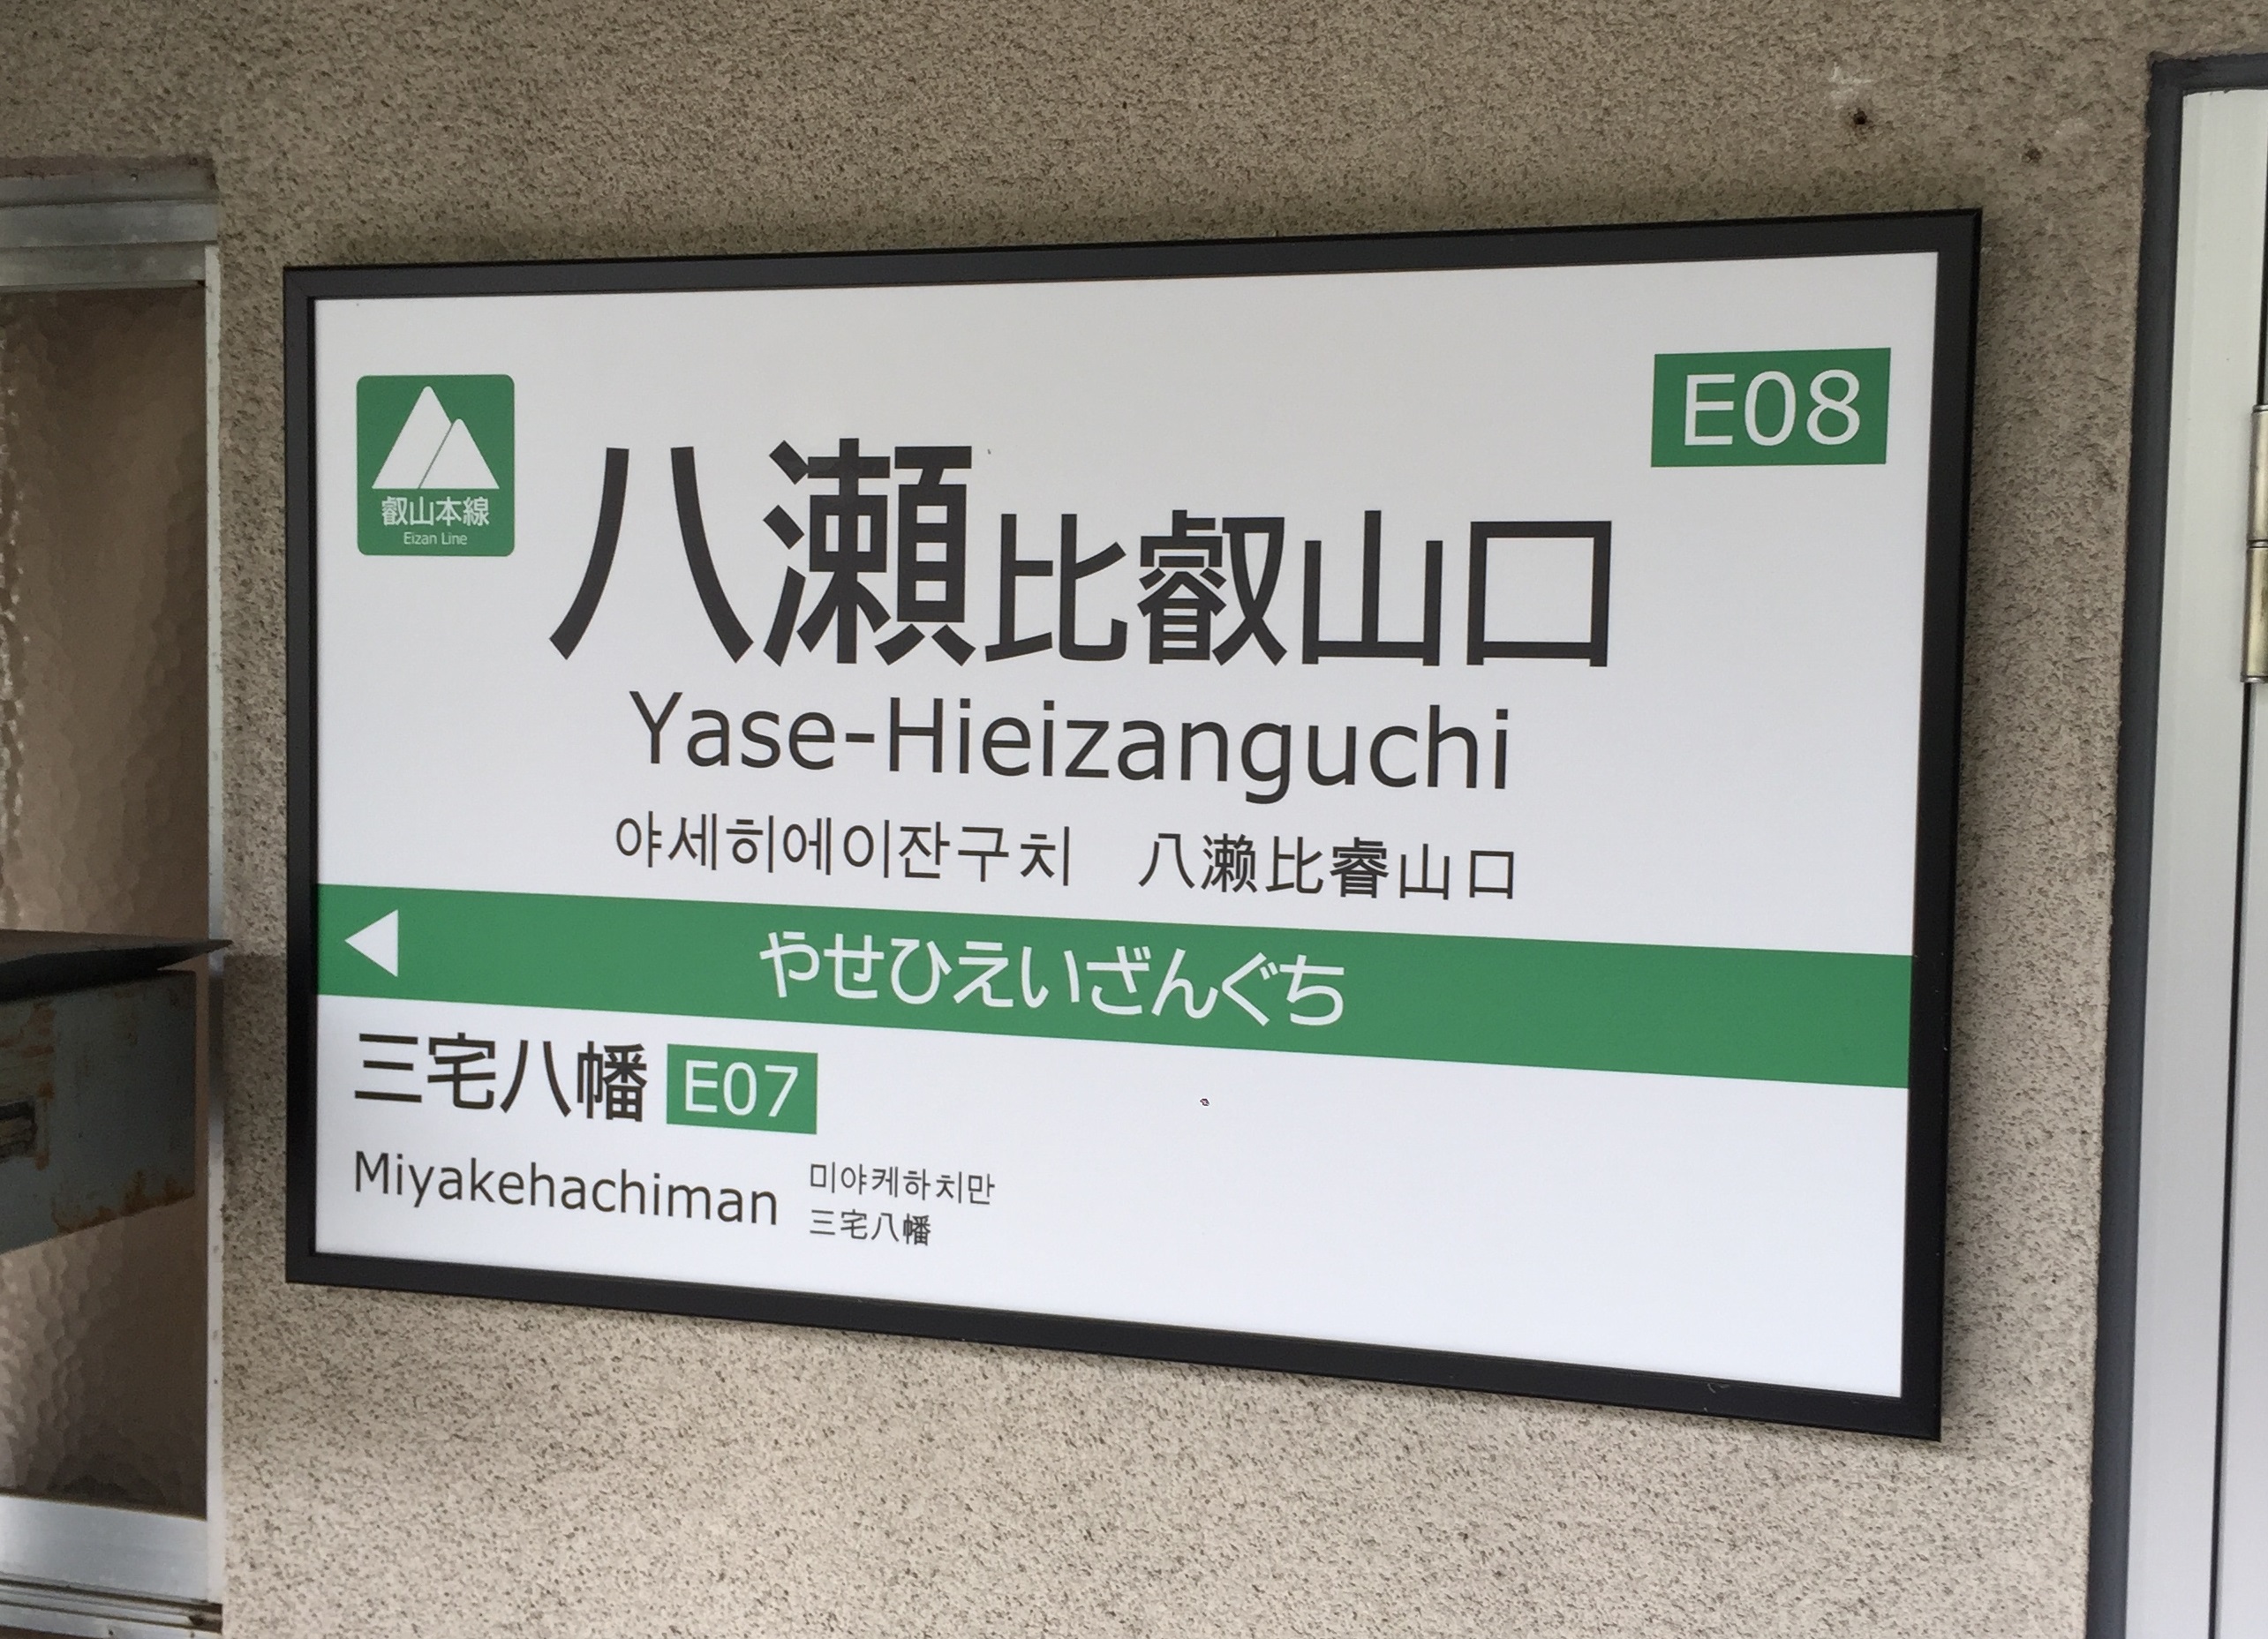 E08
叡山本線
Eizan Line
八瀬比叡山口
Yase-Hieizanguchi
야세히에이잔구치 八濑比睿山口
やせひえいざんぐち
三宅八幡 E07
Miyakehachiman
미야케하치만
三宅八幡